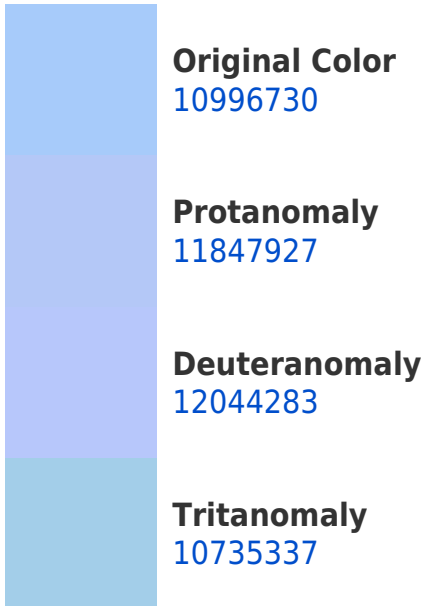 Original Color
10996730
Protanomaly
11847927
Deuteranomaly
12044283
Tritanomaly
10735337